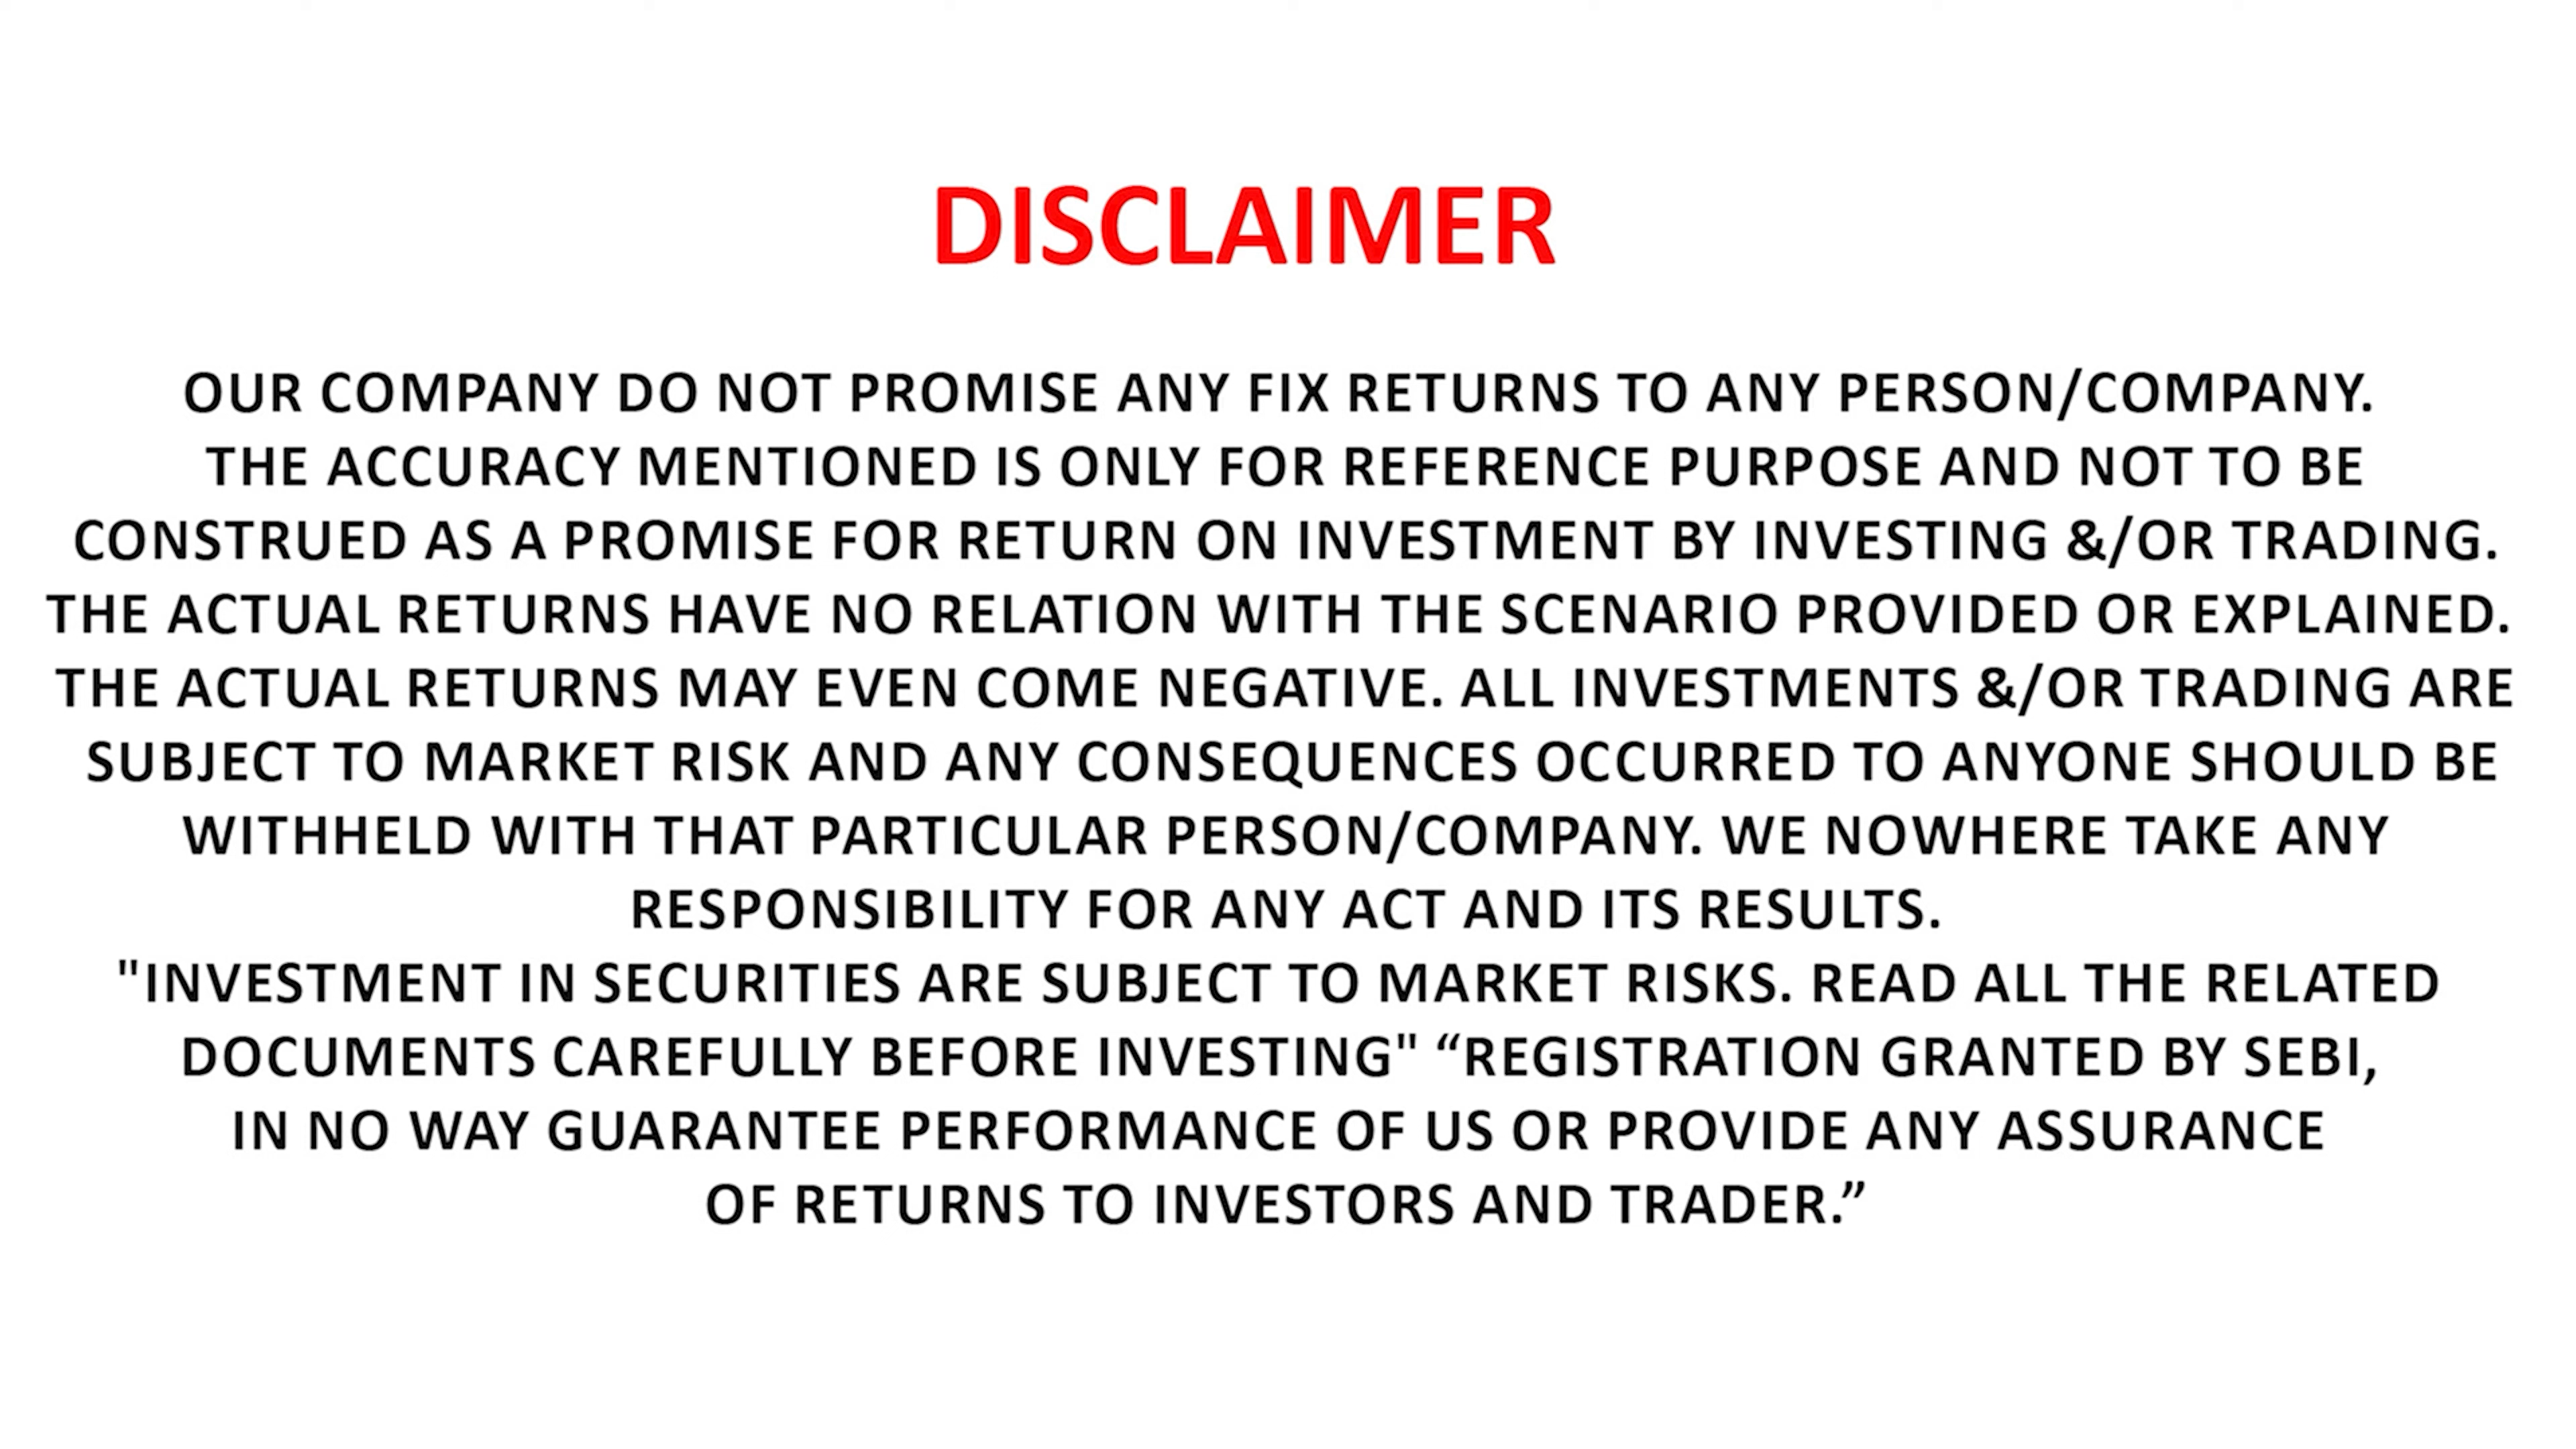 DISCLAIMER
OUR COMPANY DO NOT PROMISE ANY FIX RETURNS TO ANY PERSON/COMPANY.
THE ACCURACY MENTIONED IS ONLY FOR REFERENCE PURPOSE AND NOT TO BE
CONSTRUED AS A PROMISE FOR RETURN ON INVESTMENT BY INVESTING &/OR TRADING.
THE ACTUAL RETURNS HAVE NO RELATION WITH THE SCENARIO PROVIDED OR EXPLAINED.
THE ACTUAL RETURNS MAY EVEN COME NEGATIVE. ALL INVESTMENTS &/OR TRADING ARE
SUBJECT TO MARKET RISK AND ANY CONSEQUENCES OCCURRED TO ANYONE SHOULD BE
WITHHELD WITH THAT PARTICULAR PERSON/COMPANY. WE NOWHERE TAKE ANY
RESPONSIBILITY FOR ANY ACT AND ITS RESULTS.
"INVESTMENT IN SECURITIES ARE SUBJECT TO MARKET RISKS. READ ALL THE RELATED
DOCUMENTS CAREFULLY BEFORE INVESTING" “REGISTRATION GRANTED BY SEBI,
IN NO WAY GUARANTEE PERFORMANCE OF US OR PROVIDE ANY ASSURANCE
OF RETURNS TO INVESTORS AND TRADER.”